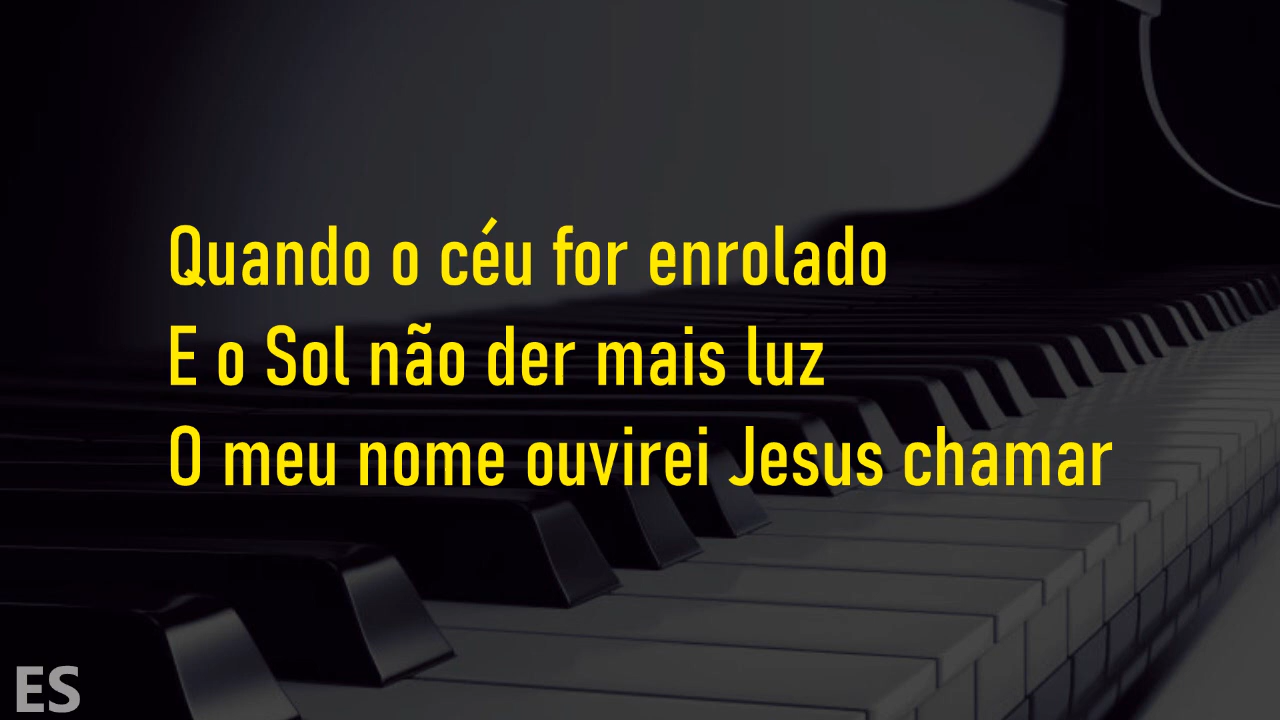 Quando o céu for enrolado
E o Sol não der mais luz
O meu nome ouvirei Jesus chamar
ES